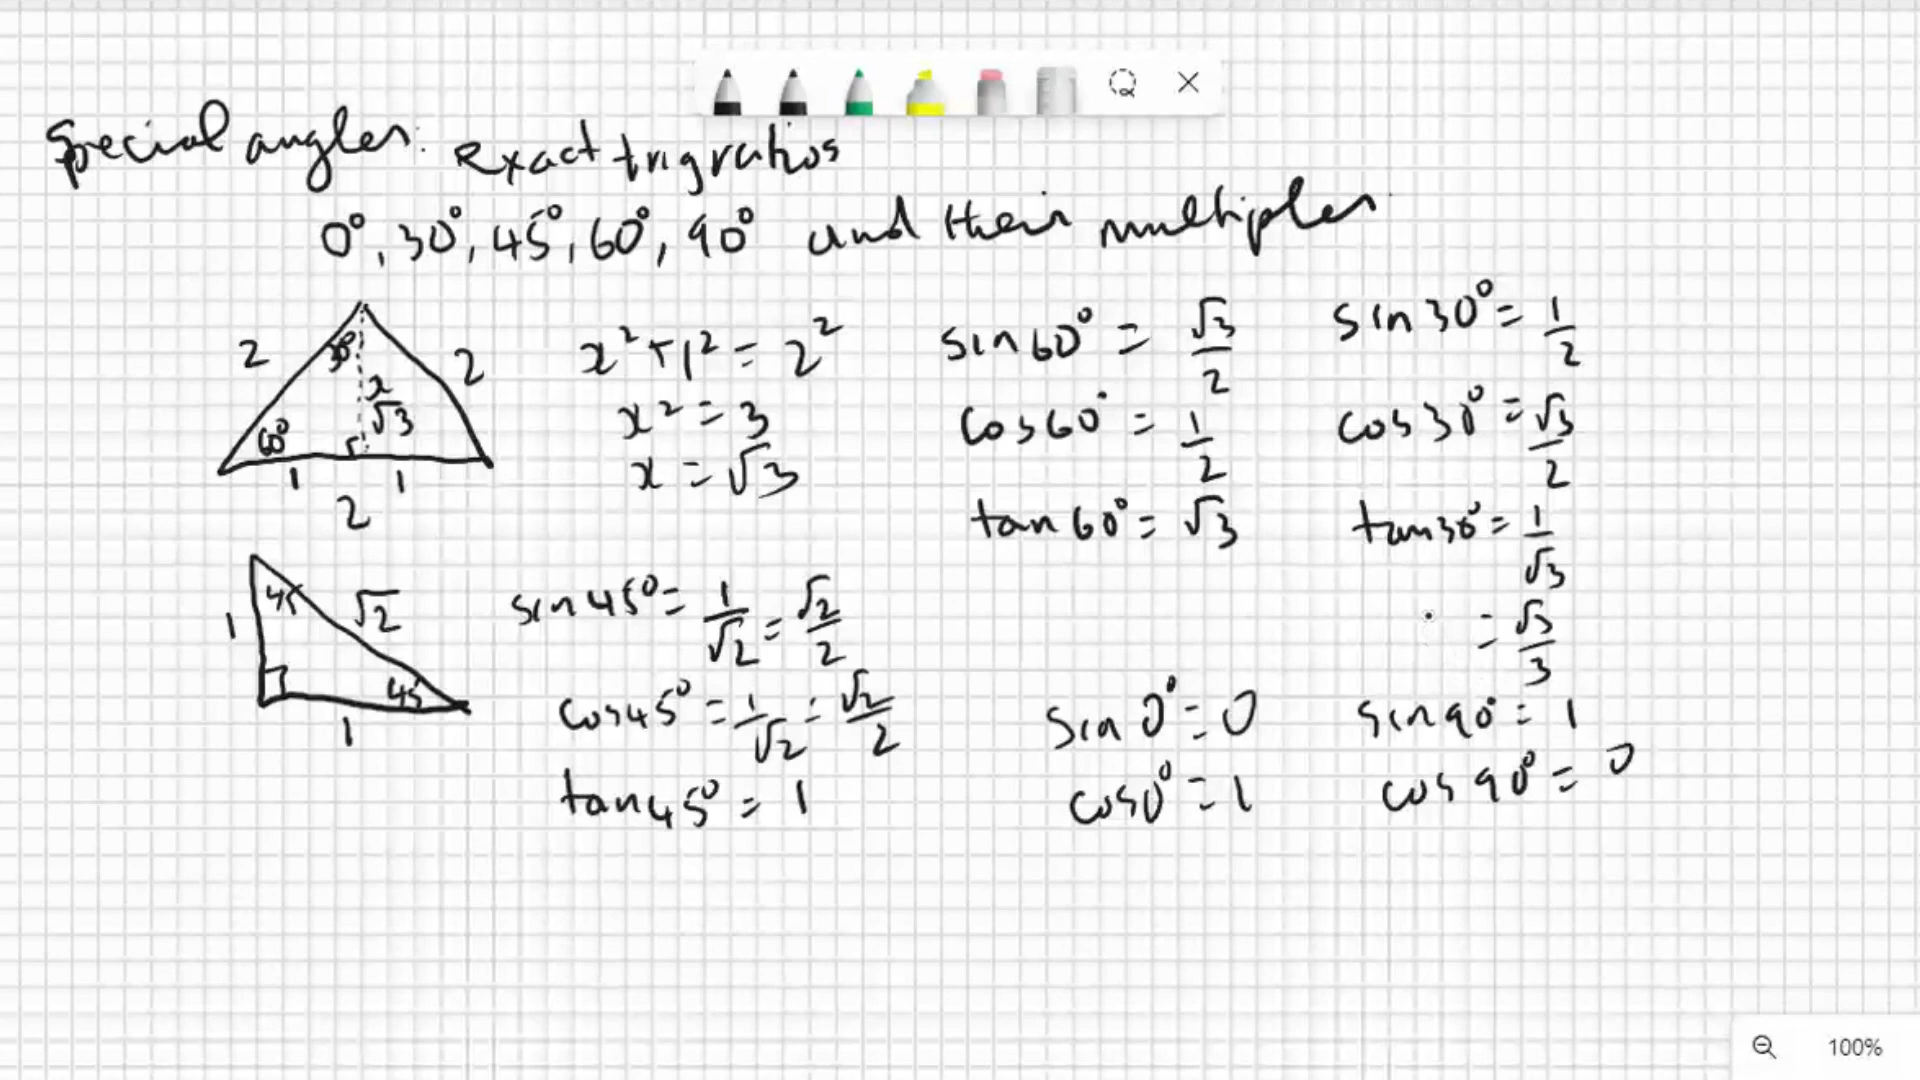 Special angles: exact trig ratios
0°, 30°, 45°, 60°, 90° and their multiples.
2 30° 2 x √3 60° 1 1 2
x² + 1² = 2²
x² = 3
x = √3
sin 60° = √3/2
cos 60° = 1/2
tan 60° = √3
sin 30° = 1/2
cos 30° = √3/2
tan 30° = 1/√3
= √3/3
1 45 √2 45 1
sin 45° = 1/√2 = √2/2
cos 45° = 1/√2 = √2/2
tan 45° = 1
sin 0° = 0
cos 0° = 1
sin 90° = 1
cos 90° = 0
100%